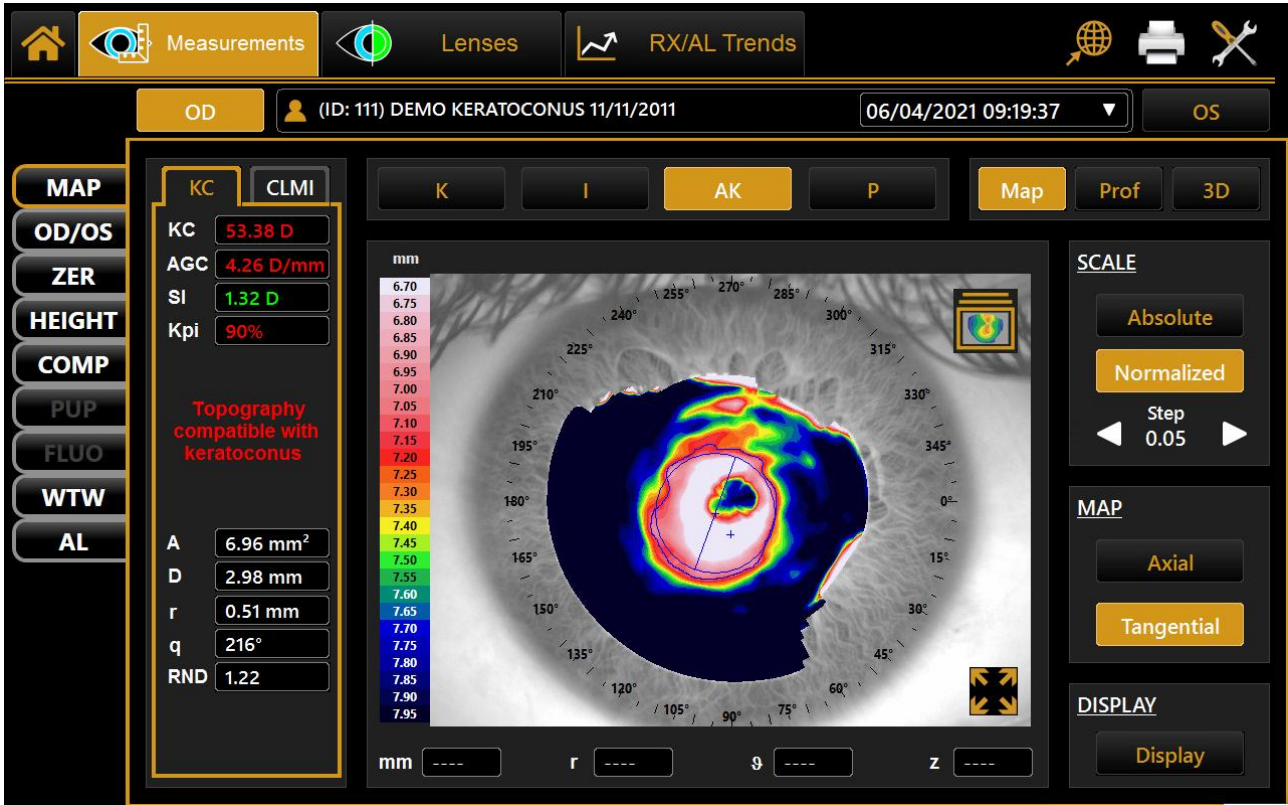 Measurements
Lenses
RX/AL Trends
OD
(ID: 111) DEMO KERATOCONUS 11/11/2011
06/04/2021 09:19:37 ▼
OS
MAP
OD/OS
ZER
HEIGHT
COMP
PUP
FLUO
WTW
AL
KC
CLMI
KC 53.38 D
AGC 4.26 D/mm
SI 1.32 D
Kpi 90%
Topography
compatible with
keratoconus
A 6.96 mm²
D 2.98 mm
r 0.51 mm
q 216°
RND 1.22
K
I
AK
P
Map
Prof
3D
mm
6.70
6.75
6.80
6.85
6.90
6.95
7.00
7.05
7.10
7.15
7.20
7.25
7.30
7.35
7.40
7.45
7.50
7.55
7.60
7.65
7.70
7.75
7.80
7.85
7.90
7.95
255°
270°
285°
240°
300°
225°
315°
210°
330°
195°
345°
180°
0°
165°
15°
150°
30°
135°
45°
120°
60°
105°
90°
75°
mm ----
r ----
ϑ ----
z ----
SCALE
Absolute
Normalized
Step
0.05
MAP
Axial
Tangential
DISPLAY
Display